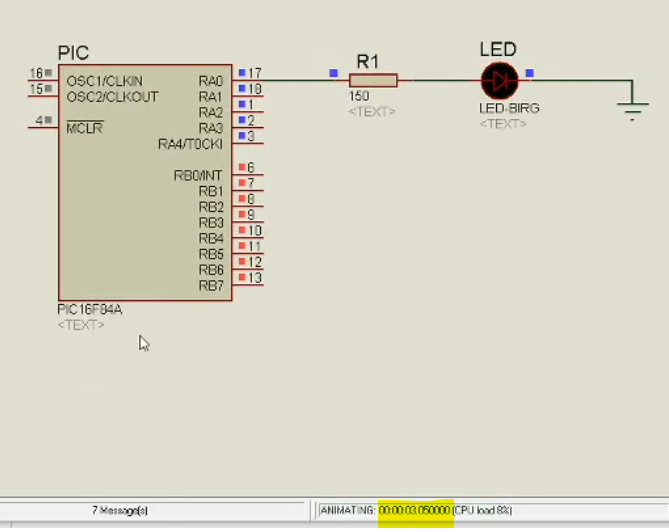 PIC
16 OSC1/CLKIN RA0 17
15 OSC2/CLKOUT RA1 18
RA2 1
4 MCLR RA3 2
RA4/T0CKI 3
RB0/INT 6
RB1 7
RB2 8
RB3 9
RB4 10
RB5 11
RB6 12
RB7 13
PIC16F84A
<TEXT>
R1
150
<TEXT>
LED
LED-BIRG
<TEXT>
7 Message(s)
ANIMATING: 00:00:03.050000 (CPU load 8%)